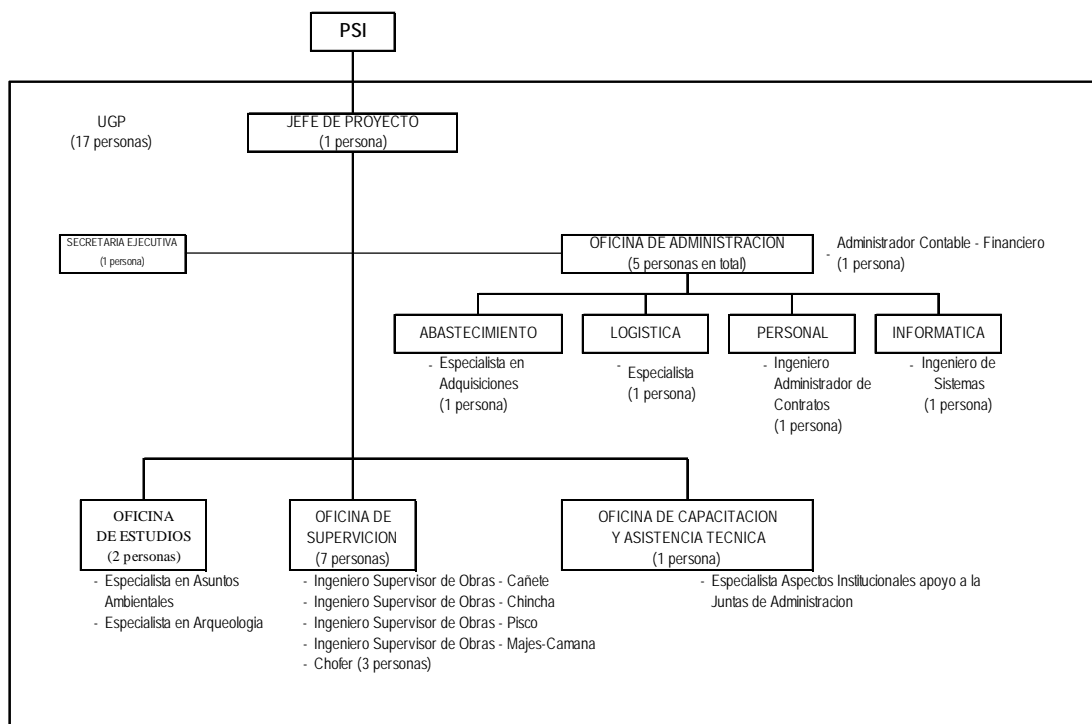 PSI
UGP
(17 personas)
JEFE DE PROYECTO
(1 persona)
SECRETARIA EJECUTIVA
(1 persona)
OFICINA DE ADMINISTRACION
(5 personas en total)
- Administrador Contable - Financiero
(1 persona)
ABASTECIMIENTO
- Especialista en
Adquisiciones
(1 persona)
LOGISTICA
- Especialista
(1 persona)
PERSONAL
- Ingeniero
Administrador de
Contratos
(1 persona)
INFORMATICA
- Ingeniero de
Sistemas
(1 persona)
OFICINA
DE ESTUDIOS
(2 personas)
- Especialista en Asuntos
Ambientales
- Especialista en Arqueologia
OFICINA DE
SUPERVICION
(7 personas)
- Ingeniero Supervisor de Obras - Cañete
- Ingeniero Supervisor de Obras - Chincha
- Ingeniero Supervisor de Obras - Pisco
- Ingeniero Supervisor de Obras - Majes-Camana
- Chofer (3 personas)
OFICINA DE CAPACITACION
Y ASISTENCIA TECNICA
(1 persona)
- Especialista Aspectos Institucionales apoyo a la
Juntas de Administracion